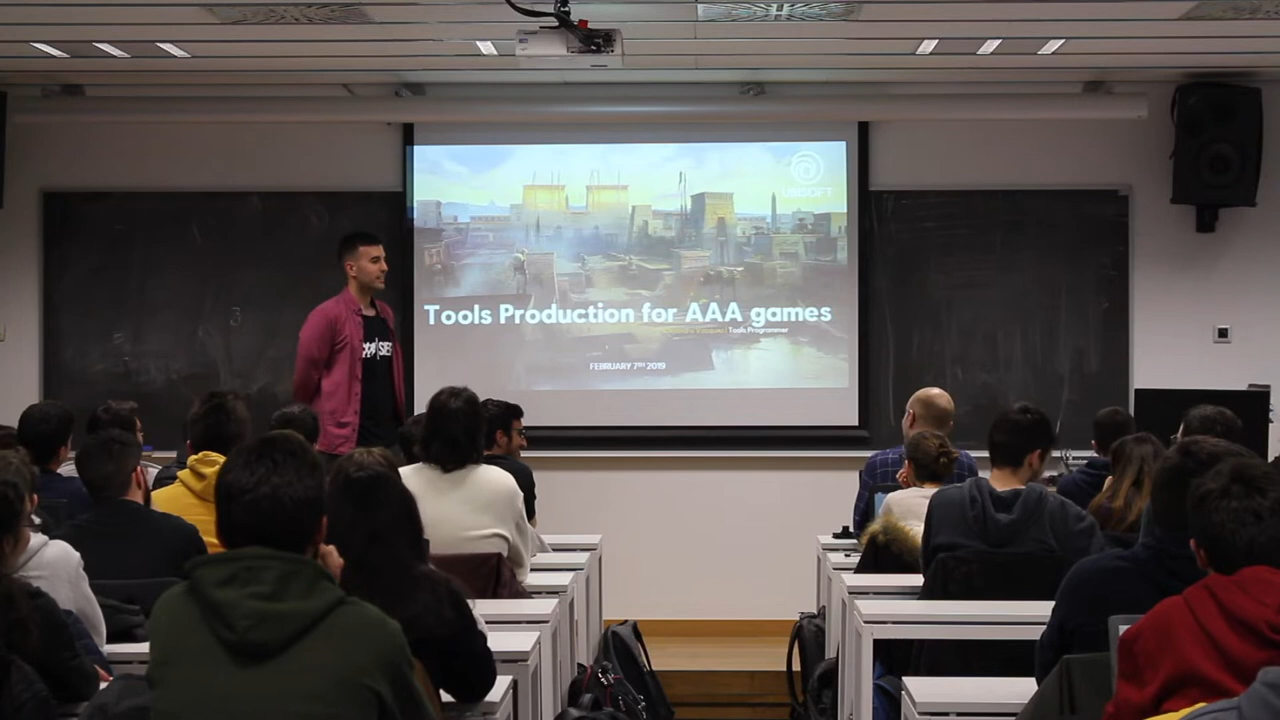 UBISOFT
Tools Production for AAA games
Tools Programmer
FEBRUARY 7TH 2019